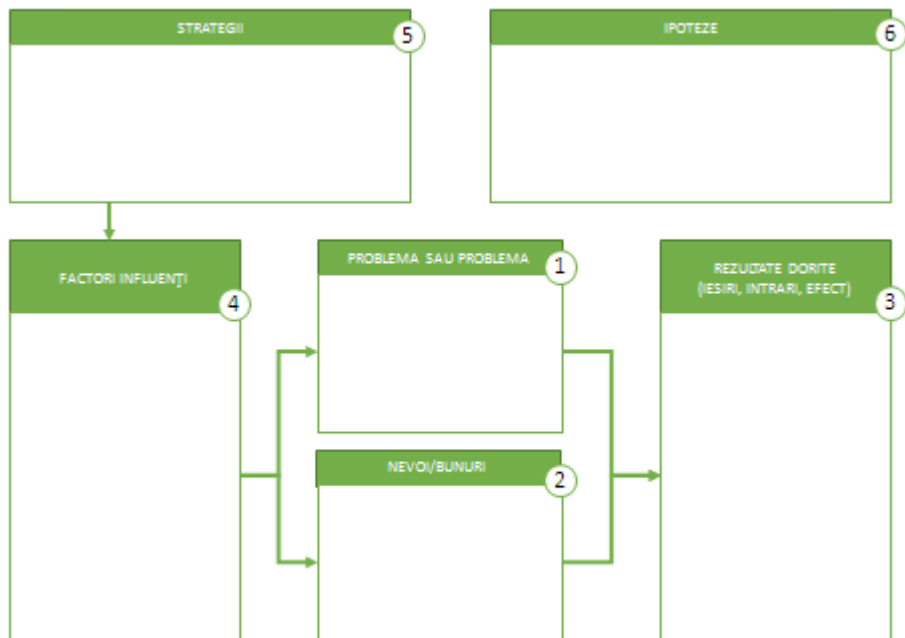 STRATEGII
5
IPOTEZE
6
FACTORI INFLUENȚI
4
PROBLEMA SAU PROBLEMA
1
NEVOI/BUNURI
2
REZULTATE DORITE
(IESIRI, INTRARI, EFECT)
3